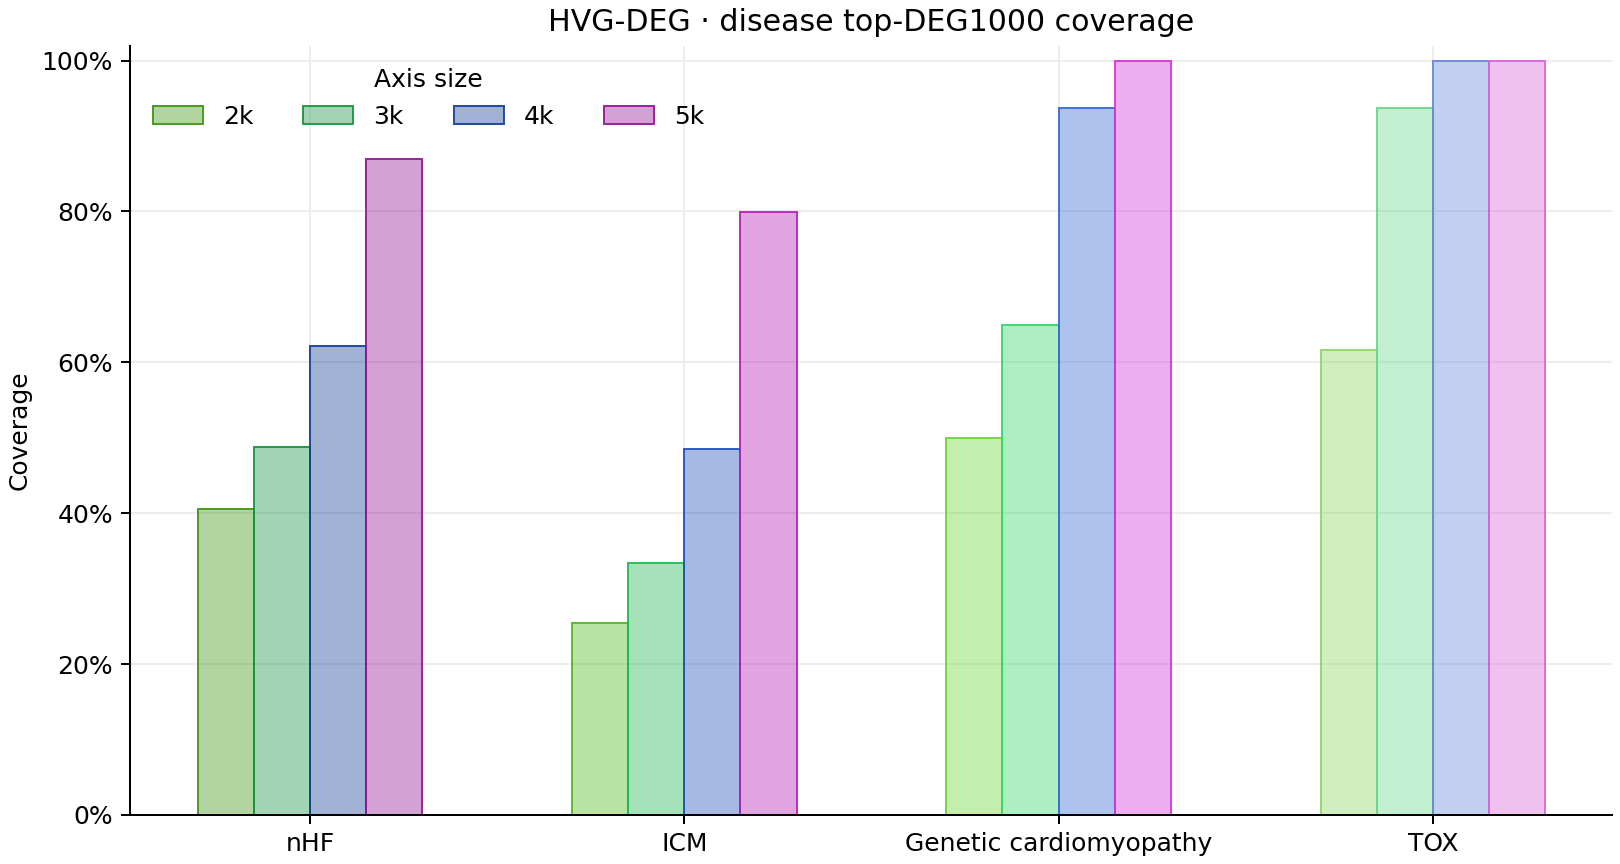 HVG-DEG · disease top-DEG1000 coverage
Axis size
2k 3k 4k 5k
Coverage
100%
80%
60%
40%
20%
0%
nHF ICM Genetic cardiomyopathy TOX